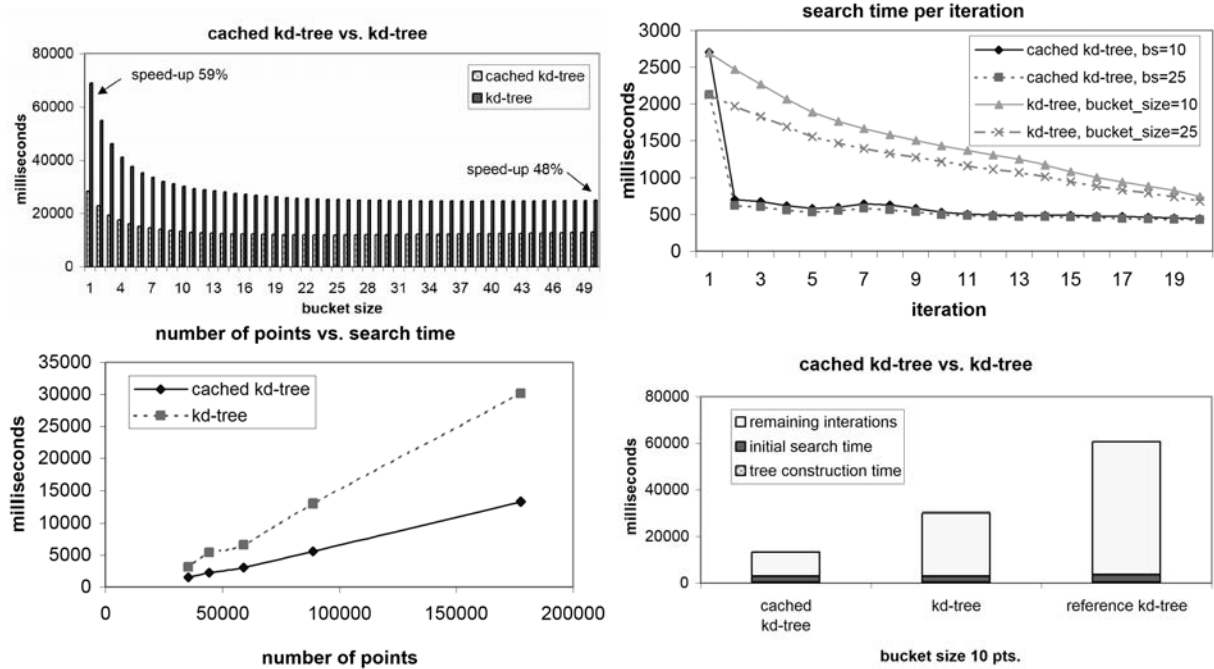 cached kd-tree vs. kd-tree
80000
60000
40000
20000
0
milliseconds
speed-up 59%
cached kd-tree
kd-tree
speed-up 48%
1 4 7 10 13 16 19 22 25 28 31 34 37 40 43 46 49
bucket size
search time per iteration
3000
2500
2000
1500
1000
500
0
milliseconds
cached kd-tree, bs=10
cached kd-tree, bs=25
kd-tree, bucket_size=10
kd-tree, bucket_size=25
1 3 5 7 9 11 13 15 17 19
iteration
number of points vs. search time
35000
30000
25000
20000
15000
10000
5000
0
milliseconds
cached kd-tree
kd-tree
0 50000 100000 150000 200000
number of points
cached kd-tree vs. kd-tree
80000
60000
40000
20000
0
milliseconds
remaining interations
initial search time
tree construction time
cached
kd-tree
kd-tree
reference kd-tree
bucket size 10 pts.